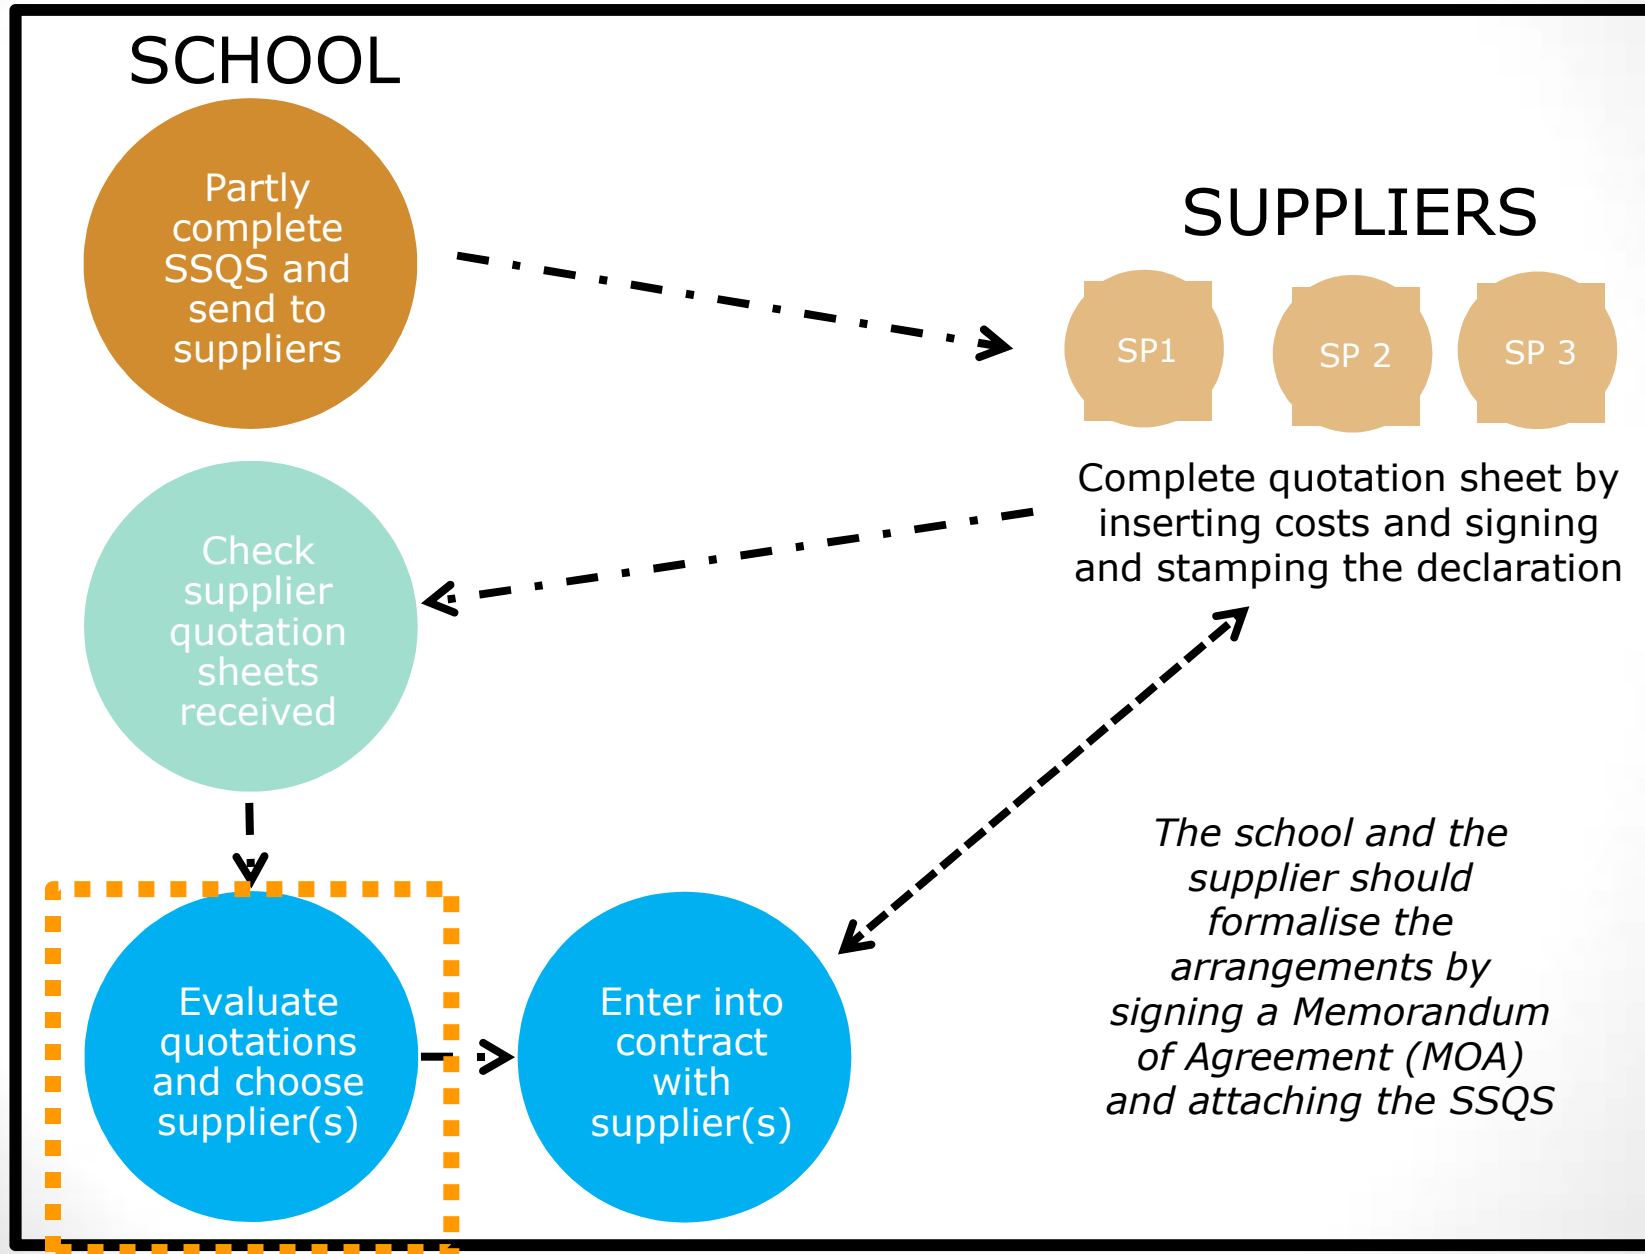 SCHOOL
Partly
complete
SSQS and
send to
suppliers
SUPPLIERS
SP1
SP 2
SP 3
Complete quotation sheet by
inserting costs and signing
and stamping the declaration
Check
supplier
quotation
sheets
received
Evaluate
quotations
and choose
supplier(s)
Enter into
contract
with
supplier(s)
The school and the
supplier should
formalise the
arrangements by
signing a Memorandum
of Agreement (MOA)
and attaching the SSQS